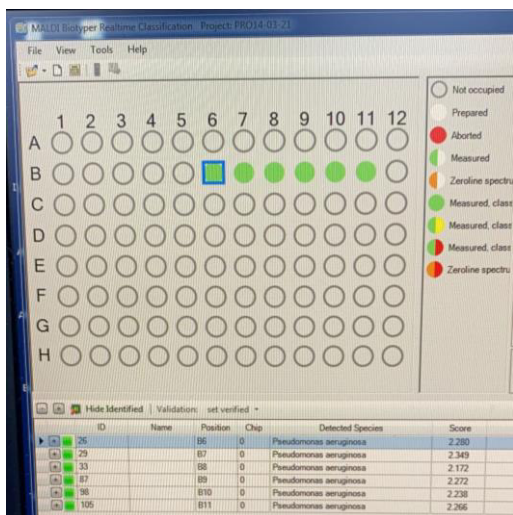 MALDI Biotyper Realtime Classification Project: PRO14-03-21
File View Tools Help
1 2 3 4 5 6 7 8 9 10 11 12
A
B
C
D
E
F
G
H
Not occupied
Prepared
Aborted
Measured
Zeroline spectru
Measured, class
Measured, class
Measured, class
Zeroline spectru
Hide Identified Validation: set verified
ID Name Position Chip Detected Species Score
26 B6 0 Pseudomonas aeruginosa 2.280
29 B7 0 Pseudomonas aeruginosa 2.349
33 B8 0 Pseudomonas aeruginosa 2.172
87 B9 0 Pseudomonas aeruginosa 2.272
98 B10 0 Pseudomonas aeruginosa 2.238
105 B11 0 Pseudomonas aeruginosa 2.266